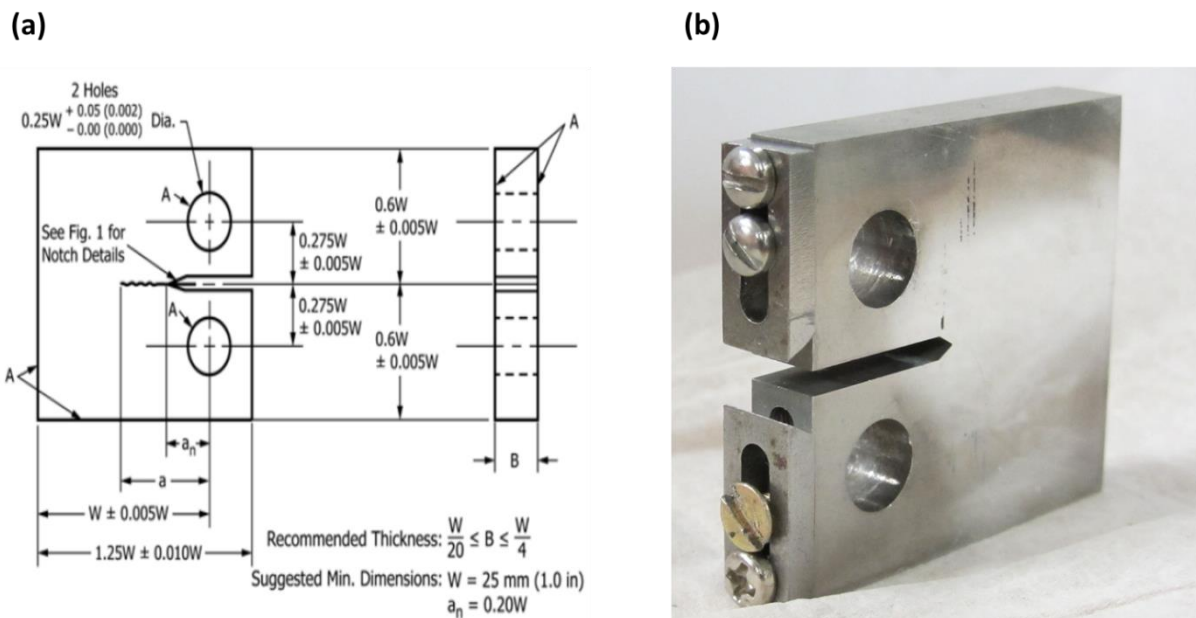 (a)
(b)
2 Holes
0.25W + 0.05 (0.002) - 0.00 (0.000) Dia.
A
A
See Fig. 1 for
Notch Details
A
A
0.6W
± 0.005W
0.275W
± 0.005W
0.275W
± 0.005W
0.6W
± 0.005W
aₙ
a
B
W ± 0.005W
1.25W ± 0.010W
Recommended Thickness: W/20 ≤ B ≤ W/4
Suggested Min. Dimensions: W = 25 mm (1.0 in)
aₙ = 0.20W